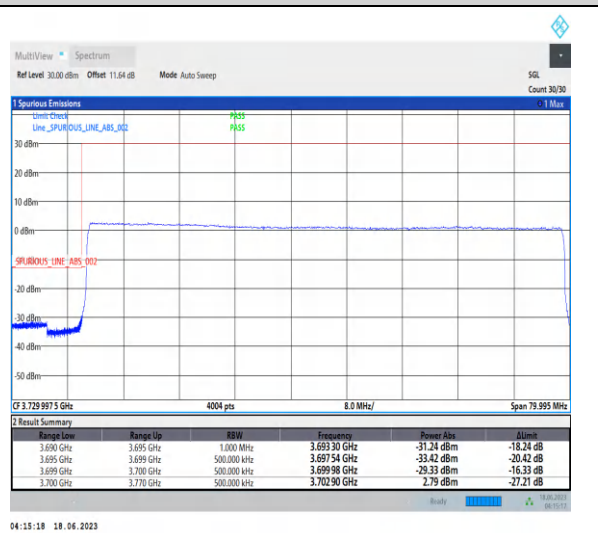 MultiView Spectrum
Ref Level 30.00 dBm Offset 11.64 dB Mode Auto Sweep SGL
Count 30/30
1 Spurious Emissions 1 Max
Limit Check PASS
Line _SPURIOUS_LINE_ABS_002 PASS
30 dBm
20 dBm
10 dBm
0 dBm
_SPURIOUS_LINE_ABS_002
-20 dBm
-30 dBm
-40 dBm
-50 dBm
CF 3.729 997 5 GHz 4004 pts 8.0 MHz/ Span 79.995 MHz
2 Result Summary
Range Low Range Up RBW Frequency Power Abs ΔLimit
3.690 GHz 3.695 GHz 1.000 MHz 3.693 30 GHz -31.24 dBm -18.24 dB
3.695 GHz 3.699 GHz 500.000 kHz 3.697 54 GHz -33.42 dBm -20.42 dB
3.699 GHz 3.700 GHz 500.000 kHz 3.699 98 GHz -29.33 dBm -16.33 dB
3.700 GHz 3.770 GHz 500.000 kHz 3.702 90 GHz 2.79 dBm -27.21 dB
Ready 18.06.2023
04:15:18 18.06.2023